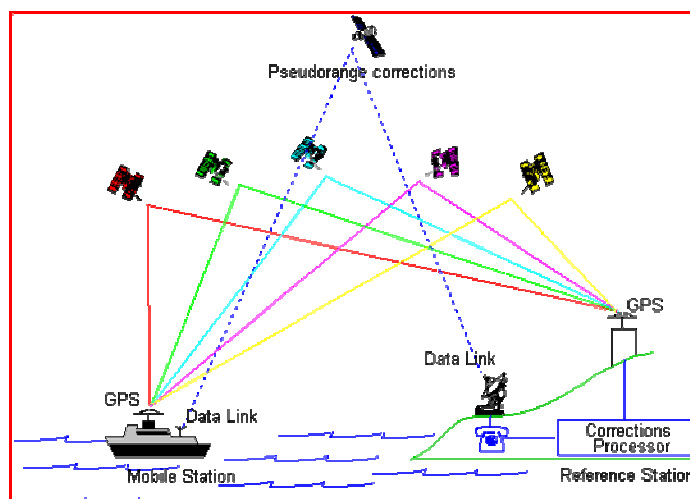 Pseudorange corrections
GPS
Data Link
GPS
Data Link
Corrections
Processor
Mobile Station
Reference Station